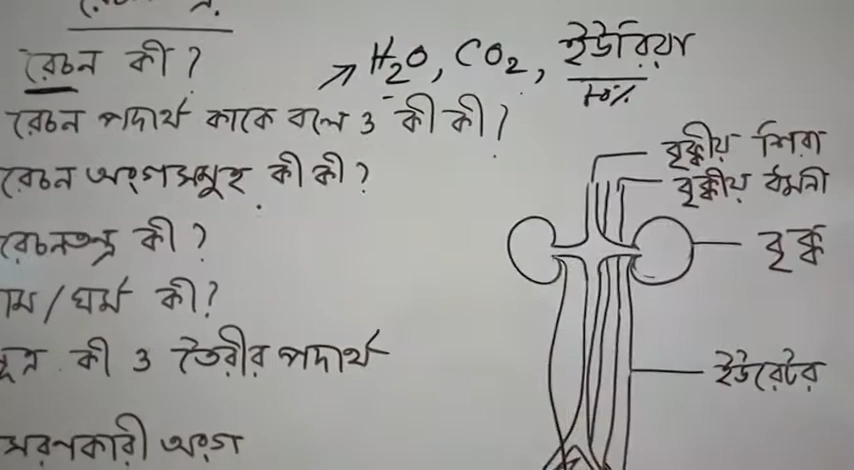 রেচন কী?
→ H₂O, CO₂, ইউরিয়া
রেচন পদার্থ কাকে বলে ও কী কী?
রেচন অংগসমূহ কী কী?
বৃক্কীয় শিরা
বৃক্কীয় ধমনী
বৃক্ক
রেচনতন্ত্র কী?
/ঘর্ম কী?
কী ও তৈরীর পদার্থ
ইউরেটর
অংগ